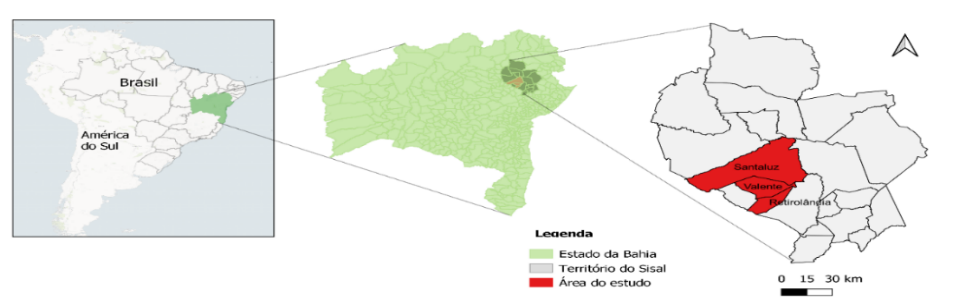 Brasil
América
do Sul
Santaluz
Valente
Retirolândia
Legenda
Estado da Bahia
Território do Sisal
Área do estudo
0 15 30 km